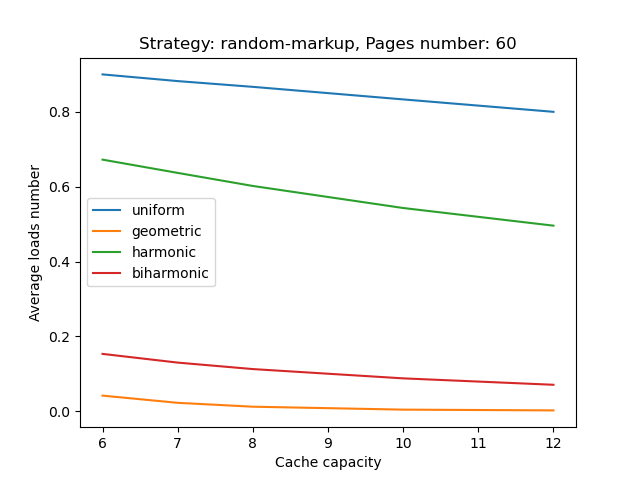 Strategy: random-markup, Pages number: 60
Average loads number
0.8
0.6
0.4
0.2
0.0
uniform
geometric
harmonic
biharmonic
6 7 8 9 10 11 12
Cache capacity